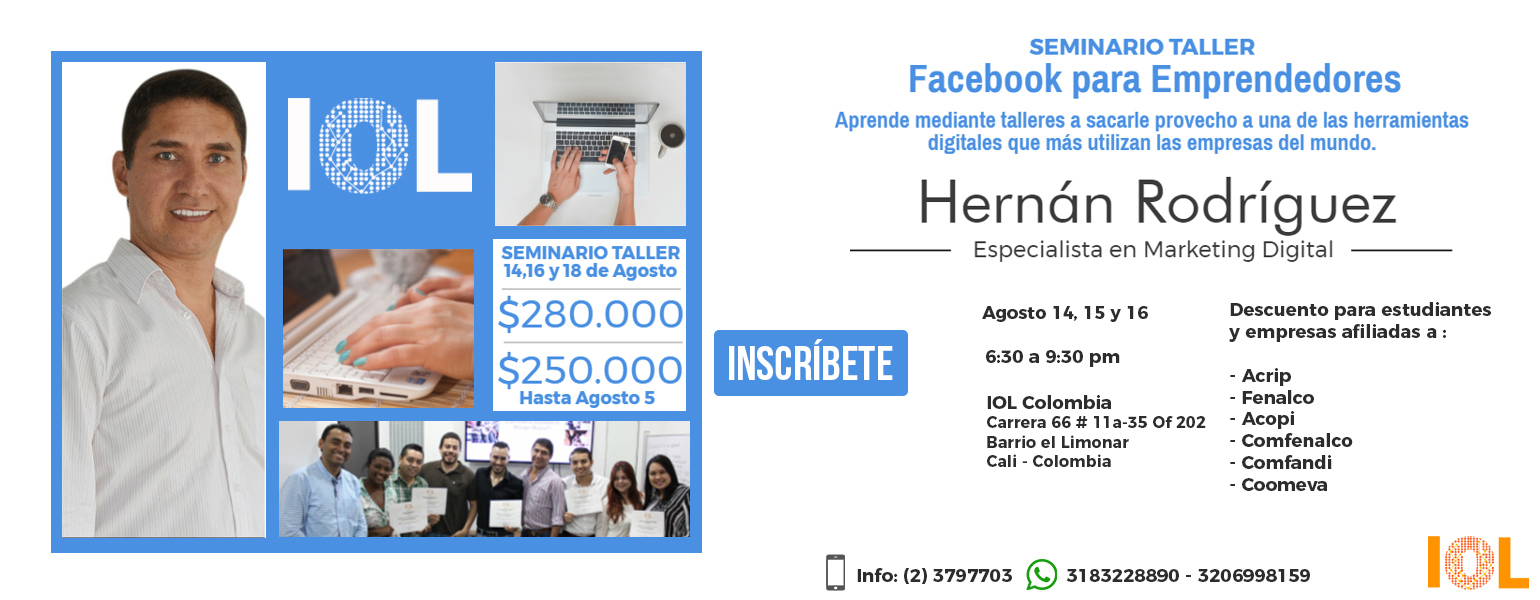 IOL
SEMINARIO TALLER
14,16 y 18 de Agosto
$280.000
$250.000
Hasta Agosto 5
INSCRÍBETE
SEMINARIO TALLER
Facebook para Emprendedores
Aprende mediante talleres a sacarle provecho a una de las herramientas
digitales que más utilizan las empresas del mundo.
Hernán Rodríguez
Especialista en Marketing Digital
Agosto 14, 15 y 16
6:30 a 9:30 pm
IOL Colombia
Carrera 66 # 11a-35 Of 202
Barrio el Limonar
Cali - Colombia
Descuento para estudiantes
y empresas afiliadas a :
- Acrip
- Fenalco
- Acopi
- Comfenalco
- Comfandi
- Coomeva
Info: (2) 3797703
3183228890 - 3206998159
IOL